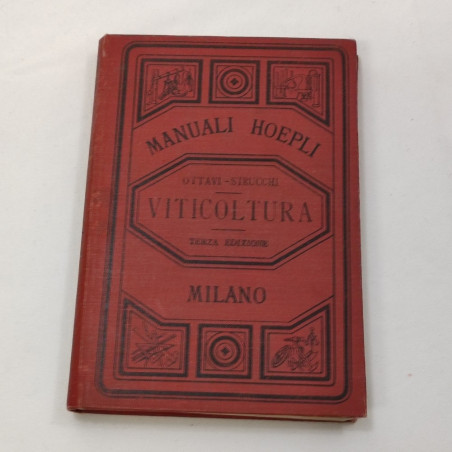 MANUALI HOEPLI
OTTAVI-STRUCCHI
VITICOLTURA
TERZA EDIZIONE
MILANO